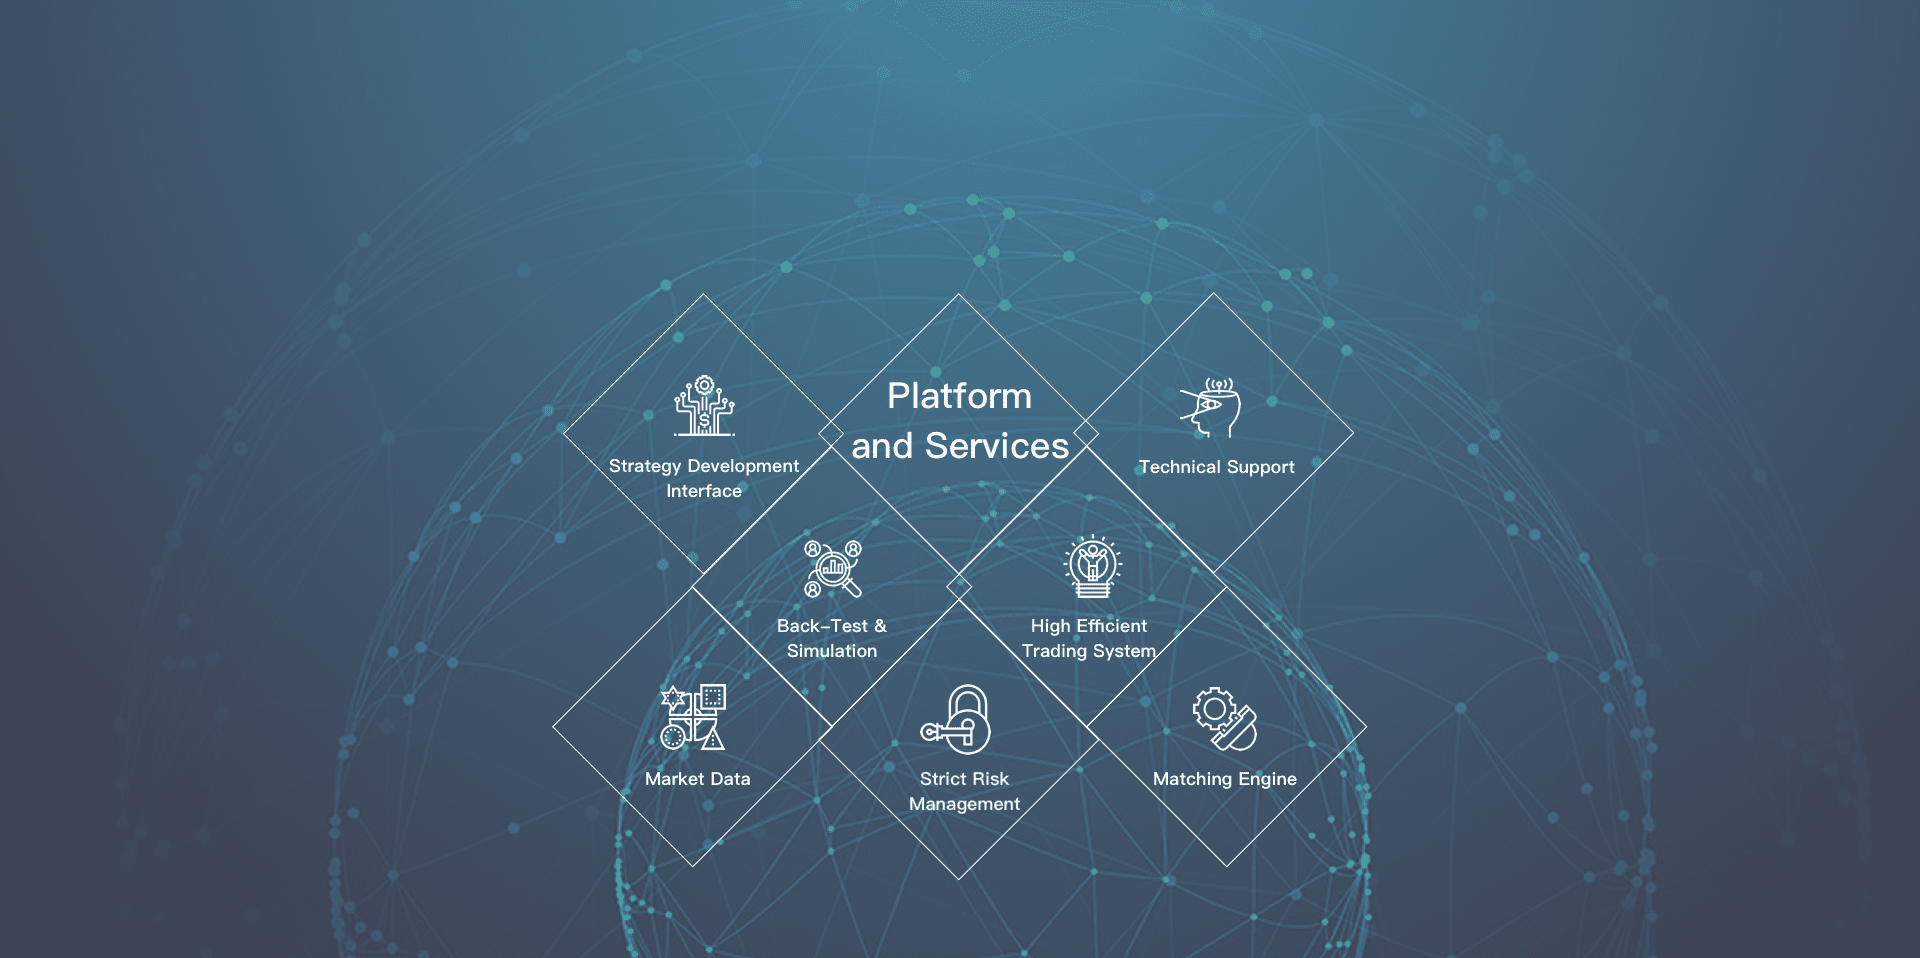 Platform
and Services
Strategy Development
Interface
Technical Support
Back-Test &
Simulation
High Efficient
Trading System
Market Data
Strict Risk
Management
Matching Engine